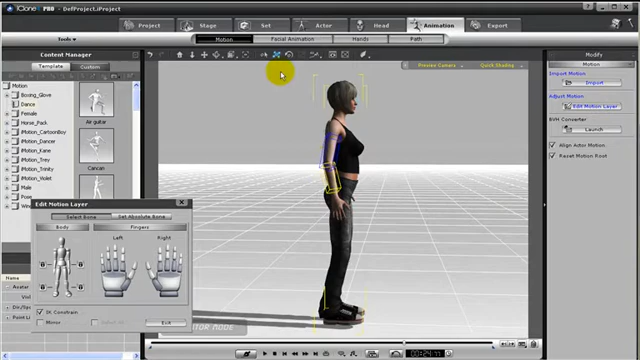 iClone PRO - DefProject.iProject
Project
Stage
Set
Actor
Head
Animation
Tools
Motion
Facial Animation
Hands
Path
Content Manager
Template
Custom
Motion
Boxing_Glove
Dance
Female
Horse_Pack
iMotion_CartoonBoy
iMotion_Dancer
iMotion_Kane
iMotion_Trey
iMotion_Trinity
iMotion_Violet
Male
Air guitar
Cancan
Preview Camera
Quick Shading
Modify
Motion
Import Motion
Import
Adjust Motion
Edit Motion Layer
BVH Converter
Launch
Align Actor Motion
Reset Motion Root
Edit Motion Layer
Select Bone
Set Absolute Bone
Body
Fingers
Left
Right
IK Constrain
Mirror
Exit
Name
Avatar